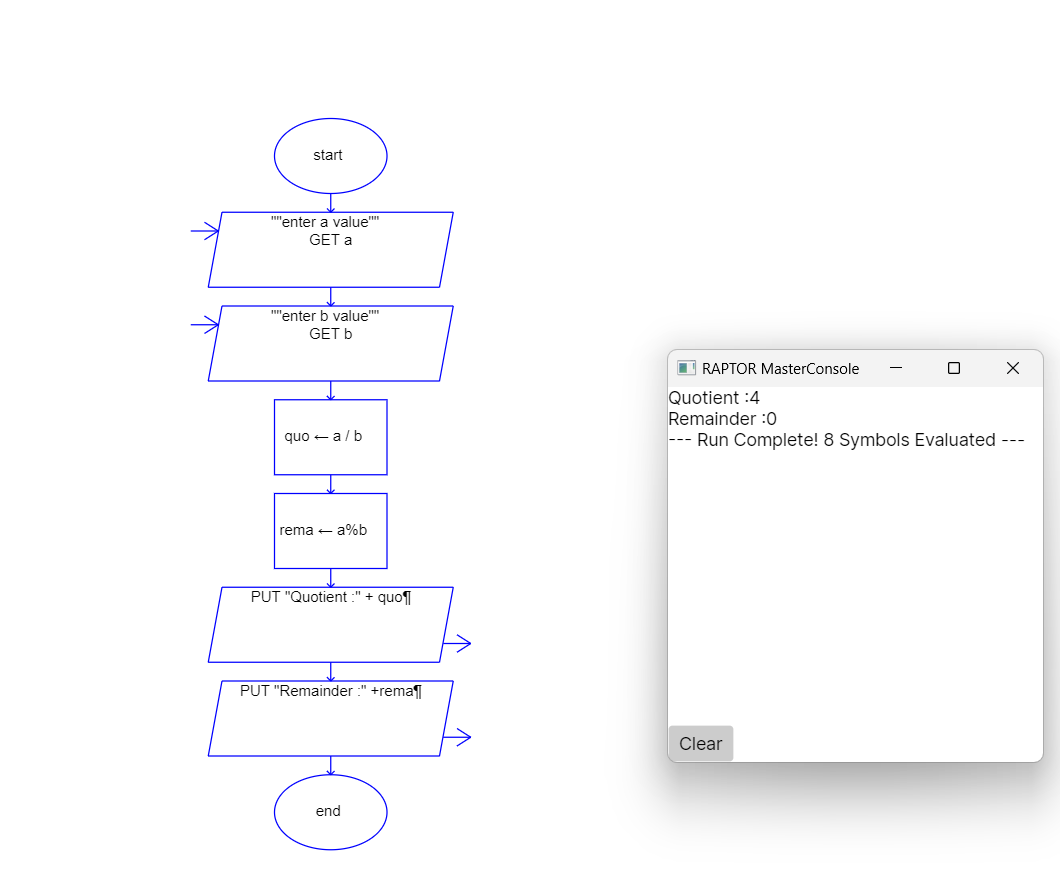 start
""enter a value""
GET a
""enter b value""
GET b
quo ← a / b
rema ← a%b
PUT "Quotient :" + quo¶
PUT "Remainder :" +rema¶
end
RAPTOR MasterConsole
Quotient :4
Remainder :0
--- Run Complete! 8 Symbols Evaluated ---
Clear